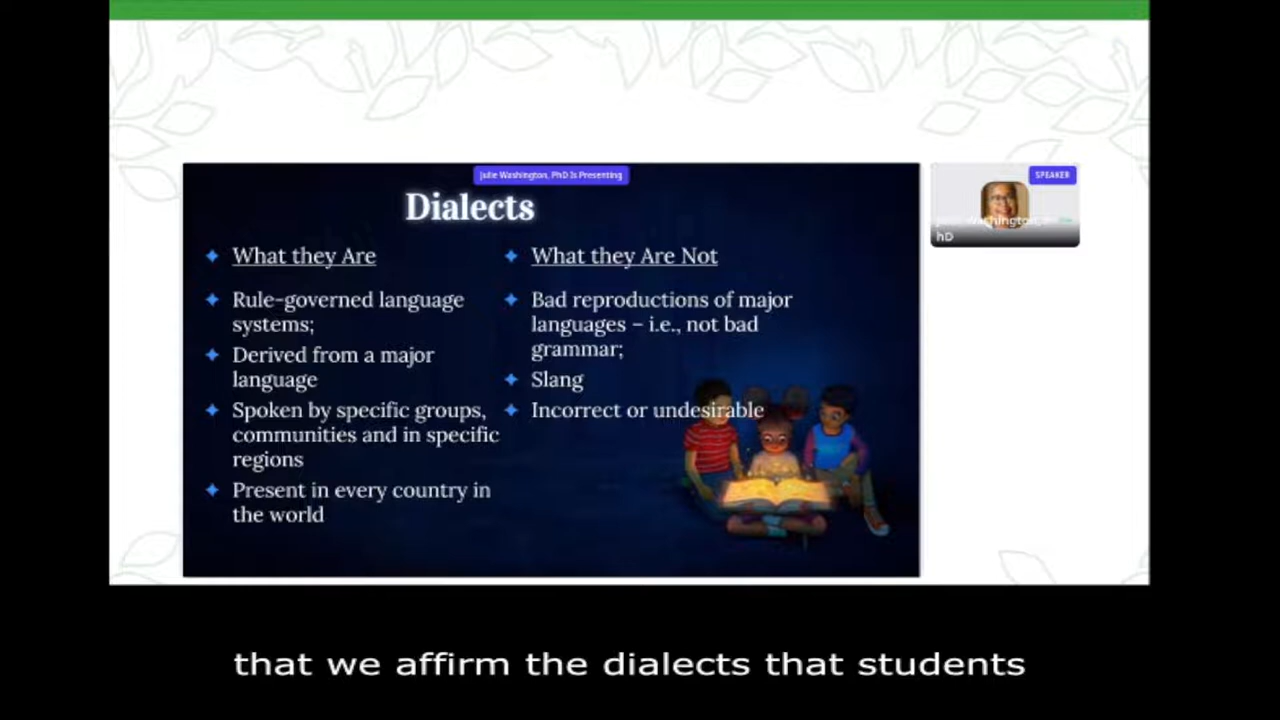 Julie Washington, PhD Is Presenting
SPEAKER
Washington,
hD
Dialects
What they Are
Rule-governed language
systems;
Derived from a major
language
Spoken by specific groups,
communities and in specific
regions
Present in every country in
the world
What they Are Not
Bad reproductions of major
languages – i.e., not bad
grammar;
Slang
Incorrect or undesirable
that we affirm the dialects that students